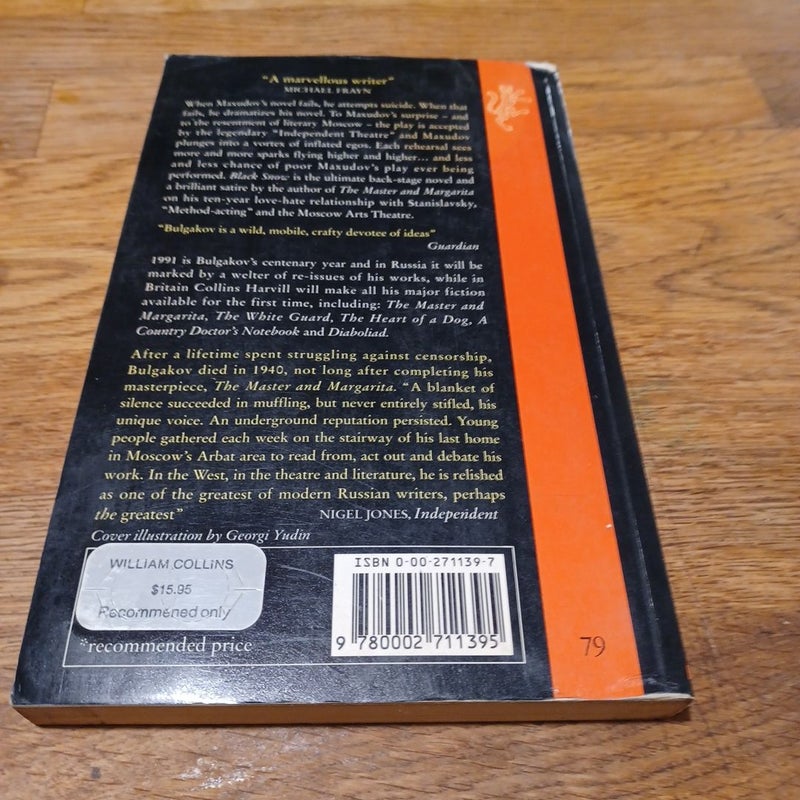 "A marvellous writer"
MICHAEL FRAYN
When Maxudov's novel fails, he attempts suicide. When that
fails, he dramatizes his novel. To Maxudov's surprise – and
to the resentment of literary Moscow – the play is accepted
by the legendary "Independent Theatre" and Maxudov
plunges into a vortex of inflated egos. Each rehearsal sees
more and more sparks flying higher and higher... and less
and less chance of poor Maxudov's play ever being
performed. Black Snow is the ultimate back-stage novel and
a brilliant satire by the author of The Master and Margarita
on his ten-year love-hate relationship with Stanislavsky,
"Method-acting" and the Moscow Arts Theatre.
"Bulgakov is a wild, mobile, crafty devotee of ideas"
Guardian
1991 is Bulgakov's centenary year and in Russia it will be
marked by a welter of re-issues of his works, while in
Britain Collins Harvill will make all his major fiction
available for the first time, including: The Master and
Margarita, The White Guard, The Heart of a Dog, A
Country Doctor's Notebook and Diaboliad.
After a lifetime spent struggling against censorship,
Bulgakov died in 1940, not long after completing his
masterpiece, The Master and Margarita. "A blanket of
silence succeeded in muffling, but never entirely stifled, his
unique voice. An underground reputation persisted. Young
people gathered each week on the stairway of his last home
in Moscow's Arbat area to read from, act out and debate his
work. In the West, in the theatre and literature, he is relished
as one of the greatest of modern Russian writers, perhaps
the greatest" NIGEL JONES, Independent
Cover illustration by Georgi Yudin
WILLIAM COLLINS
$15.95
Recommened only
*recommended price
ISBN 0-00-271139-7
9 780002 711395
79